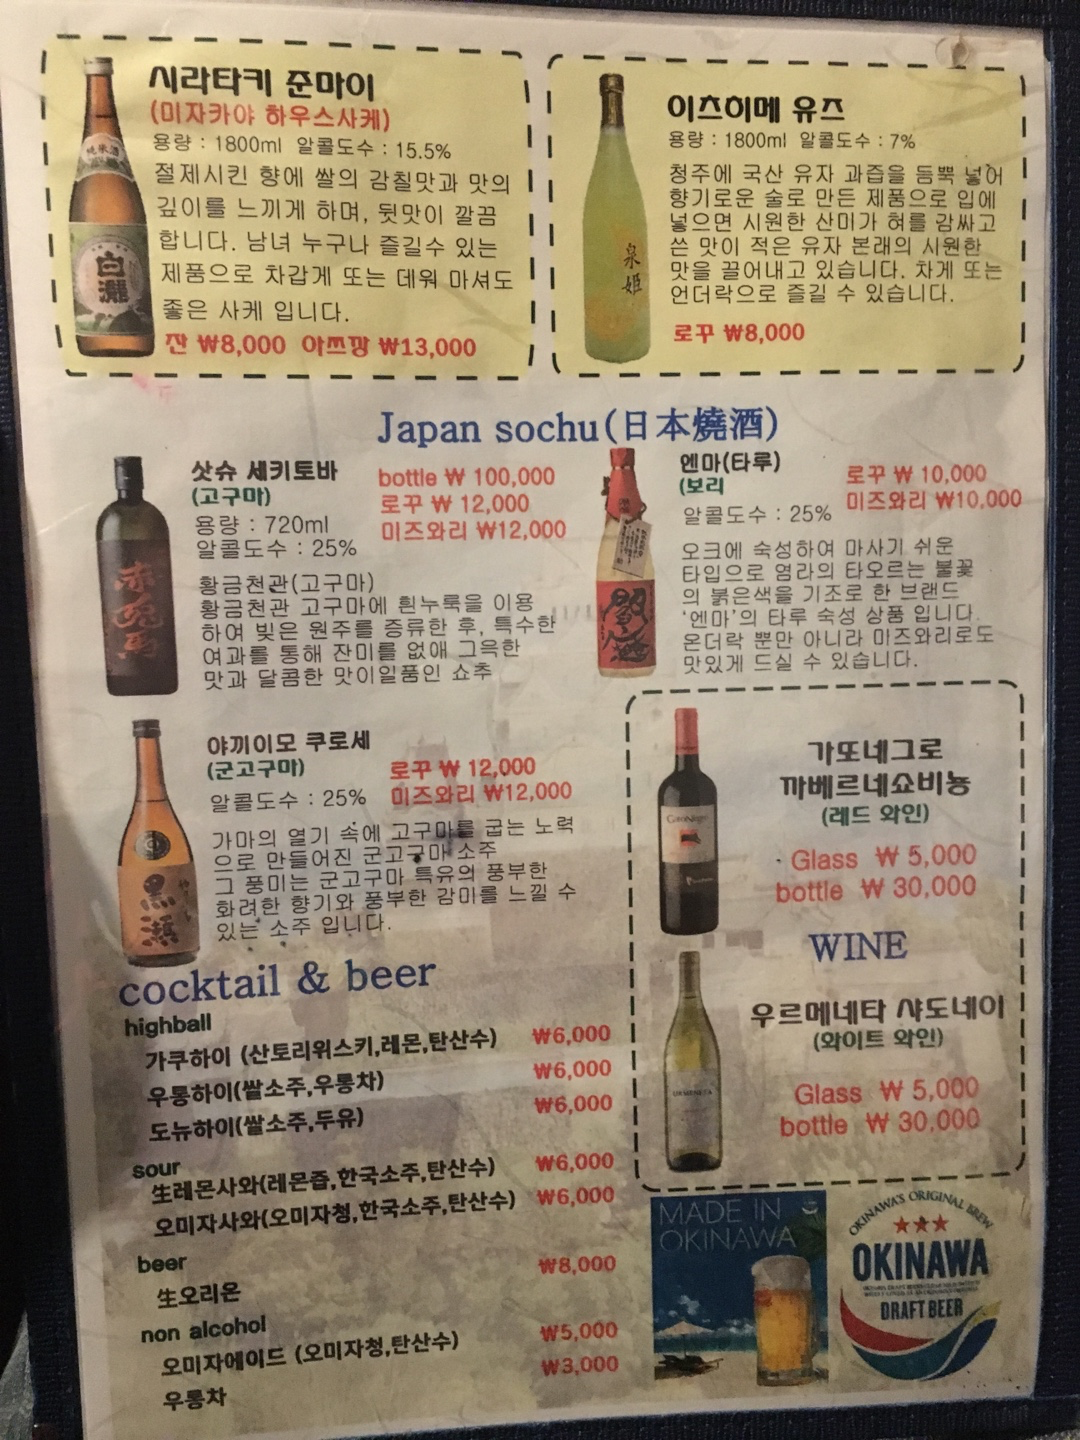 시라타키 준마이
(미자카야 하우스사케)
용량 : 1800ml 알콜도수 : 15.5%
절제시킨 향에 쌀의 감칠맛과 맛의
깊이를 느끼게 하며, 뒷맛이 깔끔
합니다. 남녀 누구나 즐길수 있는
제품으로 차갑게 또는 데워 마셔도
좋은 사케 입니다.
잔 ₩8,000 아쯔깡 ₩13,000
純米酒
白瀧
이츠히메 유즈
용량 : 1800ml 알콜도수 : 7%
청주에 국산 유자 과즙을 듬뿍 넣어
향기로운 술로 만든 제품으로 입에
넣으면 시원한 산미가 혀를 감싸고
쓴 맛이 적은 유자 본래의 시원한
맛을 끌어내고 있습니다. 차게 또는
언더락으로 즐길 수 있습니다.
로꾸 ₩8,000
泉姫
Japan sochu(日本燒酒)
삿슈 세키토바
(고구마)
용량 : 720ml
알콜도수 : 25%
bottle ₩ 100,000
로꾸 ₩ 12,000
미즈와리 ₩12,000
황금천관(고구마)
황금천관 고구마에 흰누룩을 이용
하여 빚은 원주를 증류한 후, 특수한
여과를 통해 잔미를 없애 그윽한
맛과 달콤한 맛이일품인 쇼추
赤兎馬
엔마(타루)
(보리
알콜도수 : 25%
로꾸 ₩ 10,000
미즈와리 ₩10,000
오크에 숙성하여 마사기 쉬운
타입으로 염라의 타오르는 불꽃
의 붉은색을 기조로 한 브랜드
'엔마'의 타루 숙성 상품 입니다.
온더락 뿐만 아니라 미즈와리로도
맛있게 드실 수 있습니다.
閻魔
야끼이모 쿠로세
(군고구마)
알콜도수 : 25%
로꾸 ₩ 12,000
미즈와리 ₩12,000
가마의 열기 속에 고구마를 굽는 노력
으로 만들어진 군고구마 소주
그 풍미는 군고구마 특유의 풍부한
화려한 향기와 풍부한 감미를 느낄 수
있는 소주 입니다.
黒瀬
가또네그로
까베르네쇼비뇽
(레드 와인)
Glass ₩ 5,000
bottle ₩ 30,000
GatoNegro
WINE
우르메네타 샤도네이
(와이트 와인)
Glass ₩ 5,000
bottle ₩ 30,000
URMENETA
cocktail & beer
highball
가쿠하이 (산토리위스키,레몬,탄산수) ₩6,000
우롱하이(쌀소주,우롱차) ₩6,000
도뉴하이(쌀소주,두유) ₩6,000
sour
生레몬사와(레몬즙,한국소주,탄산수) ₩6,000
오미자사와(오미자청,한국소주,탄산수) ₩6,000
beer
生오리온 ₩8,000
non alcohol
오미자에이드 (오미자청,탄산수) ₩5,000
우롱차 ₩3,000
MADE IN
OKINAWA
OKINAWA'S ORIGINAL BREW
OKINAWA
DRAFT BEER